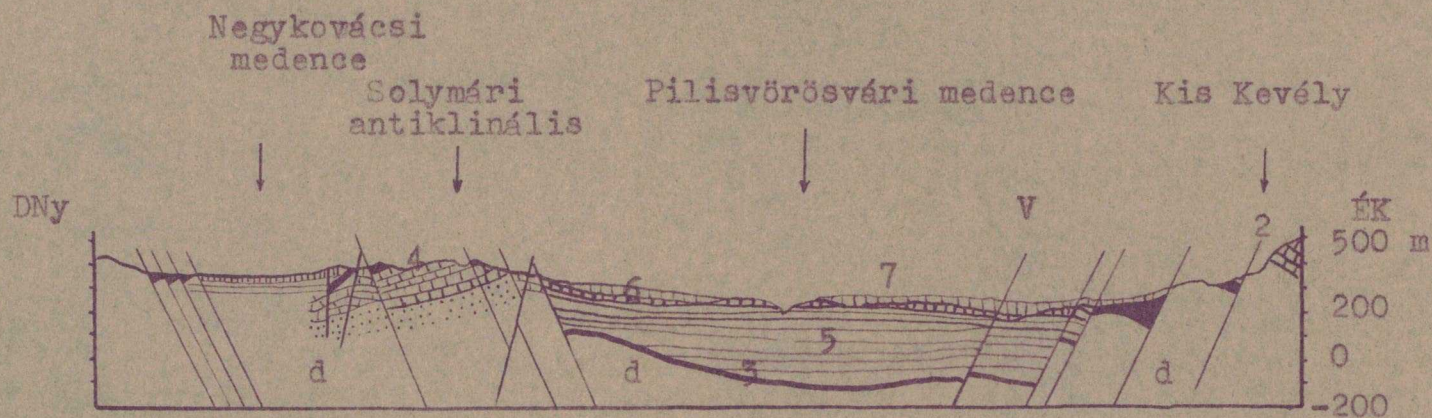 Negykovácsi
medence
Solymári
antiklinális
Pilisvörösvári medence
Kis Kevély
DNy
V
ÉK
2
500 m
4
6
7
200
5
0
d
d
3
d
-200